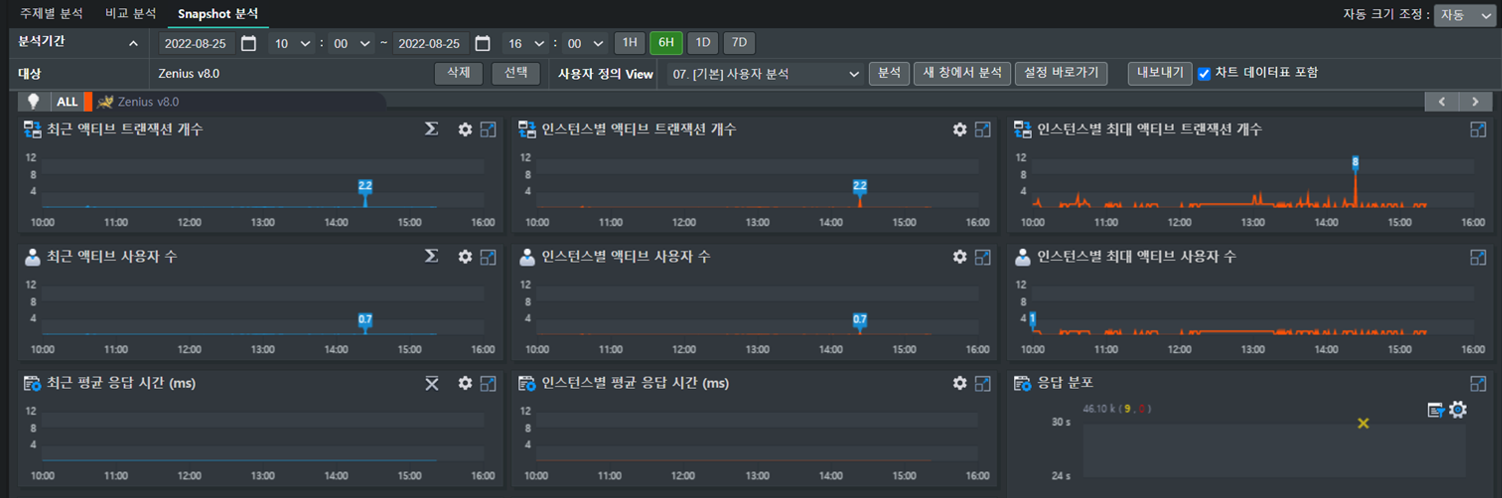 주제별 분석 비교 분석 Snapshot 분석 자동 크기 조정 : 자동
분석기간 2022-08-25 10 : 00 ~ 2022-08-25 16 : 00 1H 6H 1D 7D
대상 Zenius v8.0 삭제 선택 사용자 정의 View 07. [기본] 사용자 분석 분석 새 창에서 분석 설정 바로가기 내보내기 차트 데이터표 포함
ALL Zenius v8.0
최근 액티브 트랜잭션 개수 Σ
12
8
4
2.2
10:00 11:00 12:00 13:00 14:00 15:00 16:00
인스턴스별 액티브 트랜잭션 개수
12
8
4
2.2
10:00 11:00 12:00 13:00 14:00 15:00 16:00
인스턴스별 최대 액티브 트랜잭션 개수
12
8
4
8
10:00 11:00 12:00 13:00 14:00 15:00 16:00
최근 액티브 사용자 수 Σ
12
8
4
0.7
10:00 11:00 12:00 13:00 14:00 15:00 16:00
인스턴스별 액티브 사용자 수
12
8
4
0.7
10:00 11:00 12:00 13:00 14:00 15:00 16:00
인스턴스별 최대 액티브 사용자 수
12
8
4
1
10:00 11:00 12:00 13:00 14:00 15:00 16:00
최근 평균 응답 시간 (ms)
12
8
4
10:00 11:00 12:00 13:00 14:00 15:00 16:00
인스턴스별 평균 응답 시간 (ms)
12
8
4
10:00 11:00 12:00 13:00 14:00 15:00 16:00
응답 분포
46.10 k ( 9 , 0 )
30 s
24 s